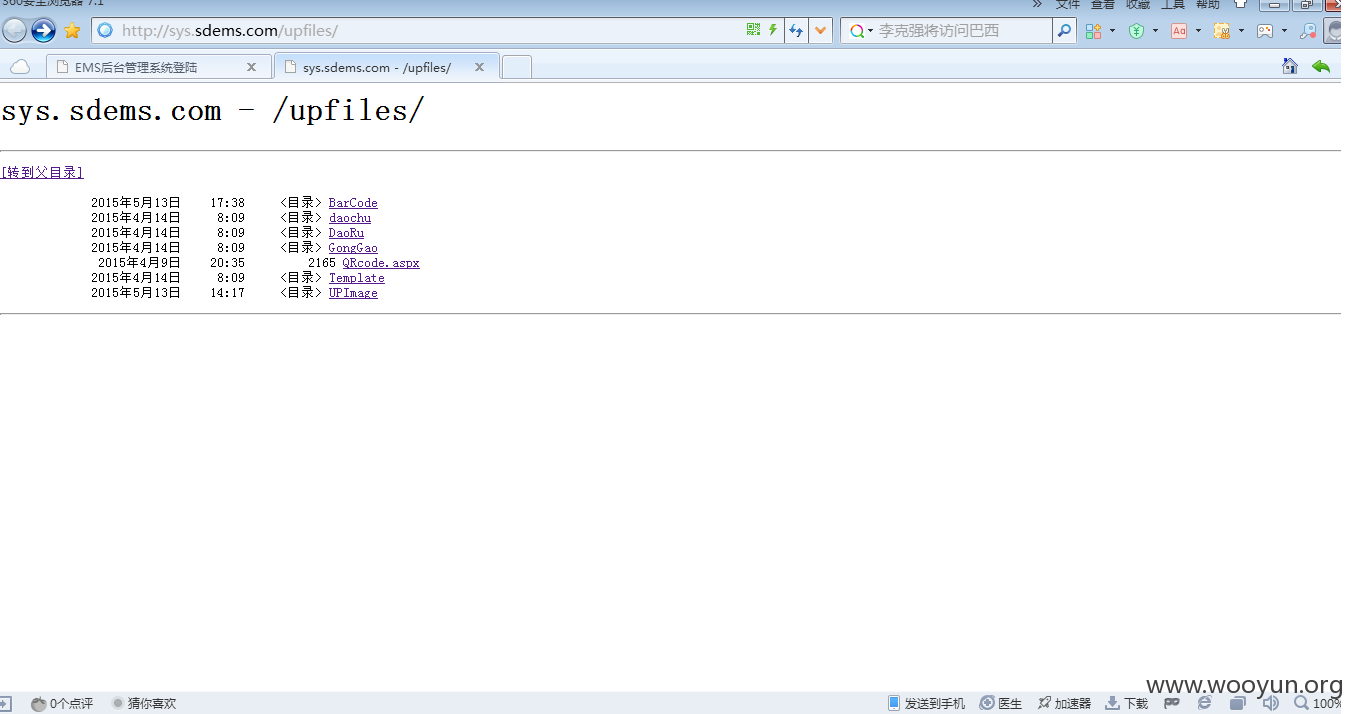 360安全浏览器 7.1
» 文件 查看 收藏 工具 帮助
http://sys.sdems.com/upfiles/
李克强将访问巴西
EMS后台管理系统登陆
sys.sdems.com - /upfiles/
sys.sdems.com - /upfiles/
[转到父目录]
2015年5月13日 17:38 <目录> BarCode
2015年4月14日 8:09 <目录> daochu
2015年4月14日 8:09 <目录> DaoRu
2015年4月14日 8:09 <目录> GongGao
2015年4月9日 20:35 2165 QRcode.aspx
2015年4月14日 8:09 <目录> Template
2015年5月13日 14:17 <目录> UPImage
www.wooyun.org
0个点评 猜你喜欢 发送到手机 医生 加速器 下载 100%